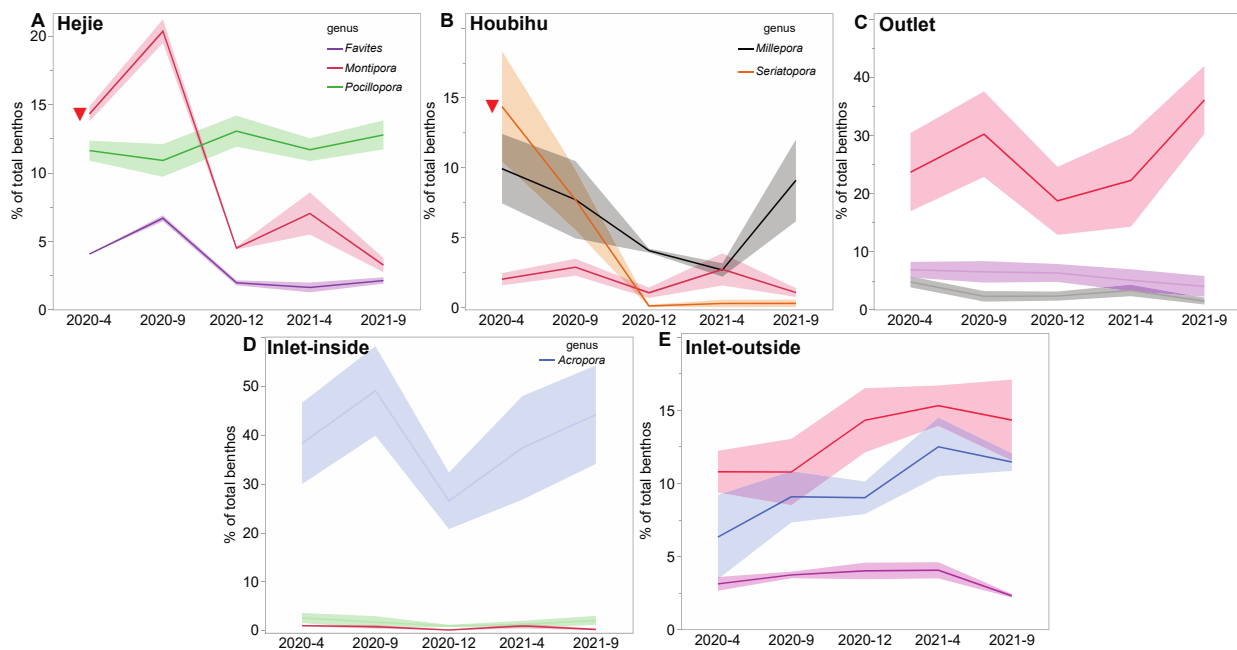 A Hejie
genus
Favites
Montipora
Pocillopora
% of total benthos
20
15
10
5
0
2020-4 2020-9 2020-12 2021-4 2021-9
B Houbihu
genus
Millepora
Seriatopora
% of total benthos
15
10
5
0
2020-4 2020-9 2020-12 2021-4 2021-9
C Outlet
% of total benthos
40
30
20
10
0
2020-4 2020-9 2020-12 2021-4 2021-9
D Inlet-inside
genus
Acropora
% of total benthos
50
40
30
20
10
0
2020-4 2020-9 2020-12 2021-4 2021-9
E Inlet-outside
% of total benthos
15
10
5
0
2020-4 2020-9 2020-12 2021-4 2021-9